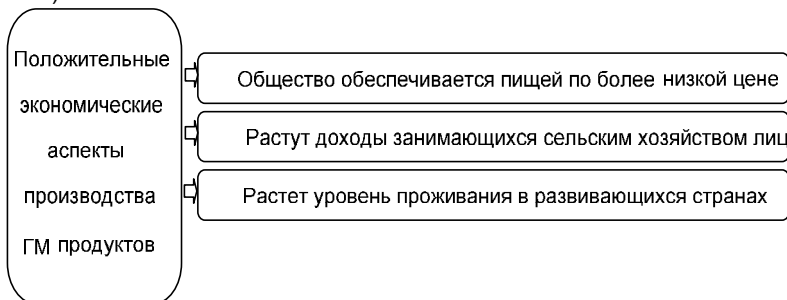 Положительные
экономические
аспекты
производства
ГМ продуктов
Общество обеспечивается пищей по более низкой цене
Растут доходы занимающихся сельским хозяйством лиц
Растет уровень проживания в развивающихся странах